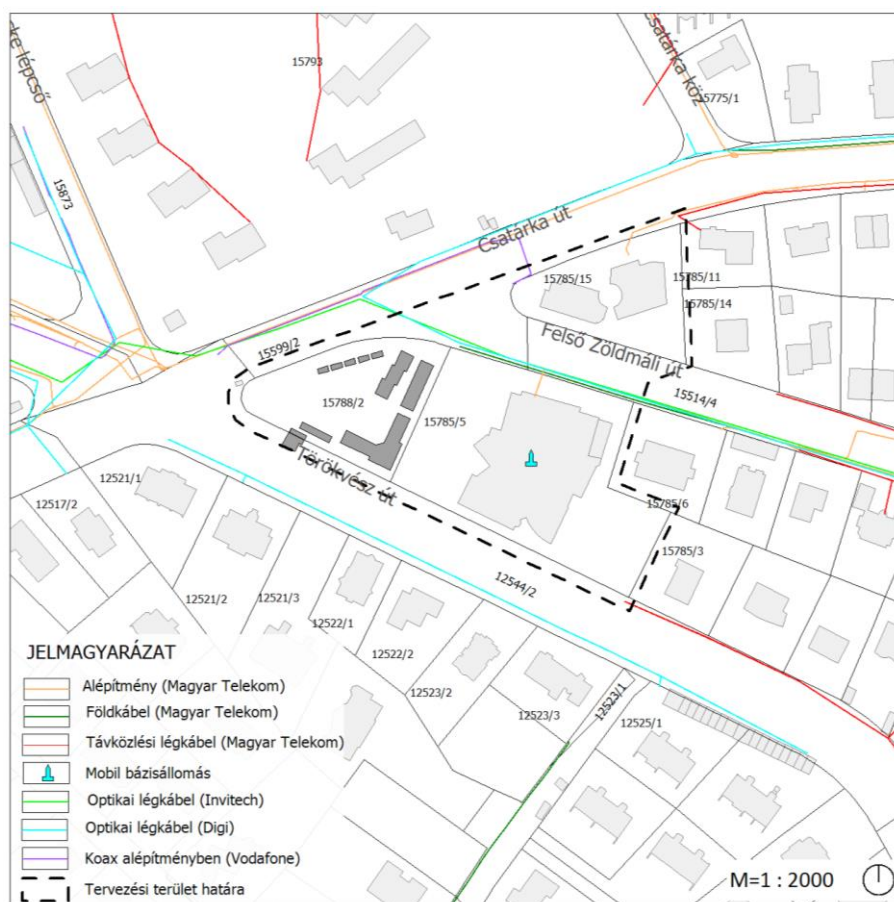 ke lépcső
Csatárka köz
15793
15775/1
15873
Csatárka út
15785/15
15785/11
15785/14
15599/2
Felső Zöldmáli út
15788/2
15785/5
15514/4
Törökvész út
12521/1
12517/2
15785/6
15785/3
12544/2
12521/2
12521/3
12522/1
12522/2
12523/2
12523/3
12523/1
12525/1
JELMAGYARÁZAT
Alépítmény (Magyar Telekom)
Földkábel (Magyar Telekom)
Távközlési légkábel (Magyar Telekom)
Mobil bázisállomás
Optikai légkábel (Invitech)
Optikai légkábel (Digi)
Koax alépítményben (Vodafone)
Tervezési terület határa
M=1 : 2000